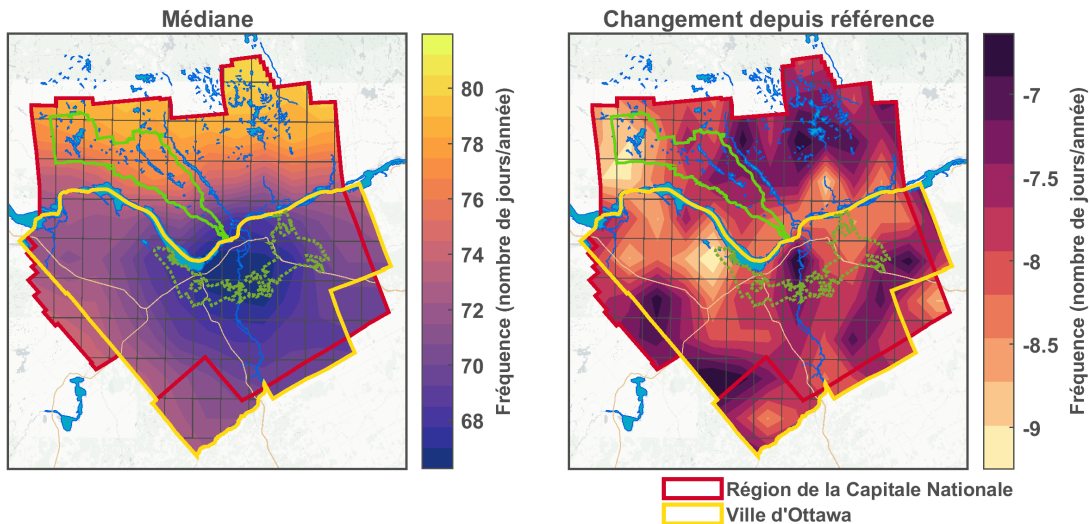 Médiane
Changement depuis référence
80
78
76
74
72
70
68
Fréquence (nombre de jours/année)
-7
-7.5
-8
-8.5
-9
Fréquence (nombre de jours/année)
Région de la Capitale Nationale
Ville d'Ottawa